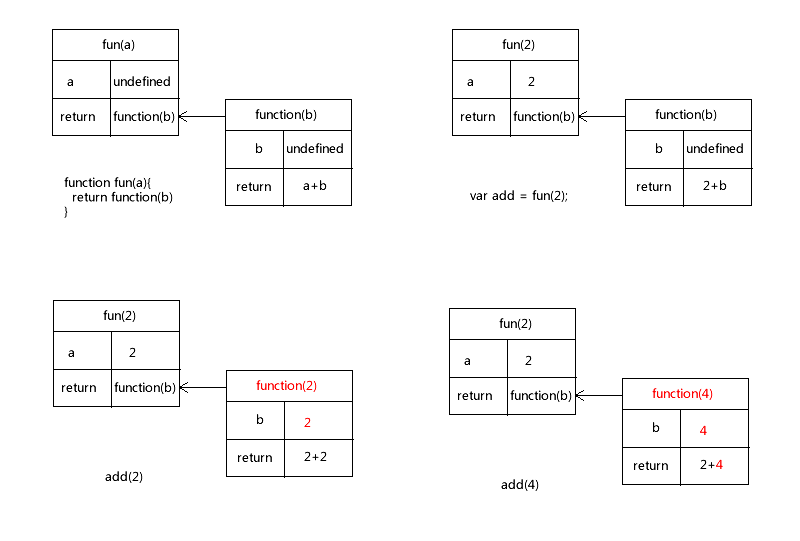 fun(a)
a undefined
return function(b)
function(b)
b undefined
return a+b
function fun(a){
return function(b)
}
fun(2)
a 2
return function(b)
function(b)
b undefined
return 2+b
var add = fun(2);
fun(2)
a 2
return function(b)
function(2)
b 2
return 2+2
add(2)
fun(2)
a 2
return function(b)
function(4)
b 4
return 2+4
add(4)